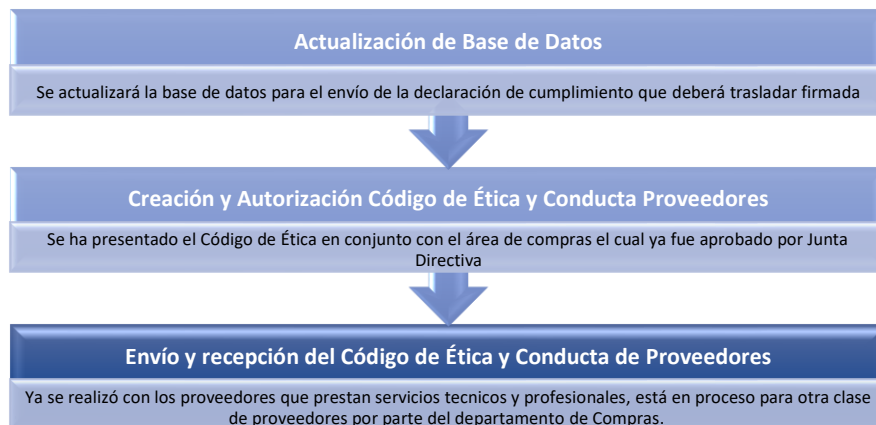 Actualización de Base de Datos
Se actualizará la base de datos para el envío de la declaración de cumplimiento que deberá trasladar firmada
Creación y Autorización Código de Ética y Conducta Proveedores
Se ha presentado el Código de Ética en conjunto con el área de compras el cual ya fue aprobado por Junta
Directiva
Envío y recepción del Código de Ética y Conducta de Proveedores
Ya se realizó con los proveedores que prestan servicios tecnicos y profesionales, está en proceso para otra clase
de proveedores por parte del departamento de Compras.